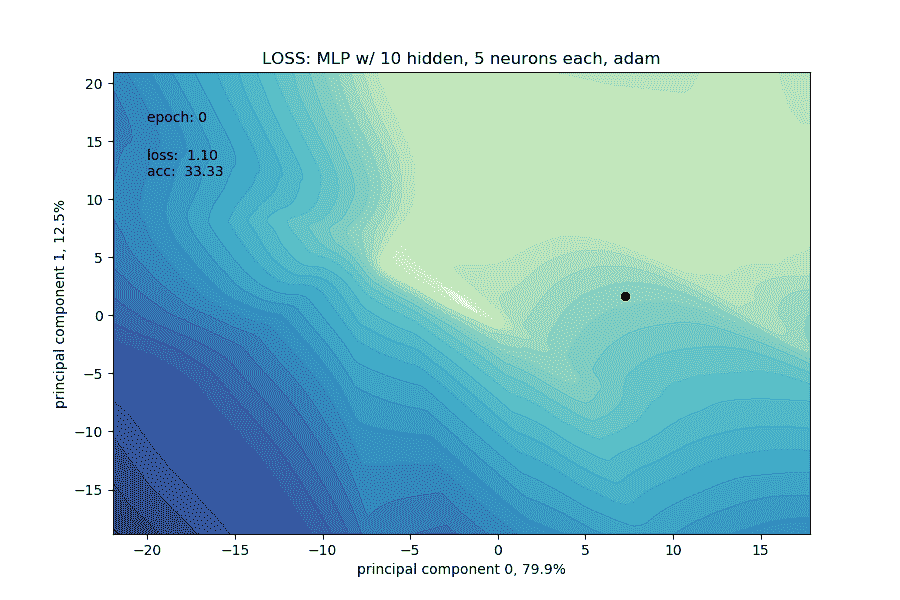 LOSS: MLP w/ 10 hidden, 5 neurons each, adam
20
15
10
5
0
−5
−10
−15
epoch: 0
loss: 1.10
acc: 33.33
principal component 1, 12.5%
−20 −15 −10 −5 0 5 10 15
principal component 0, 79.9%